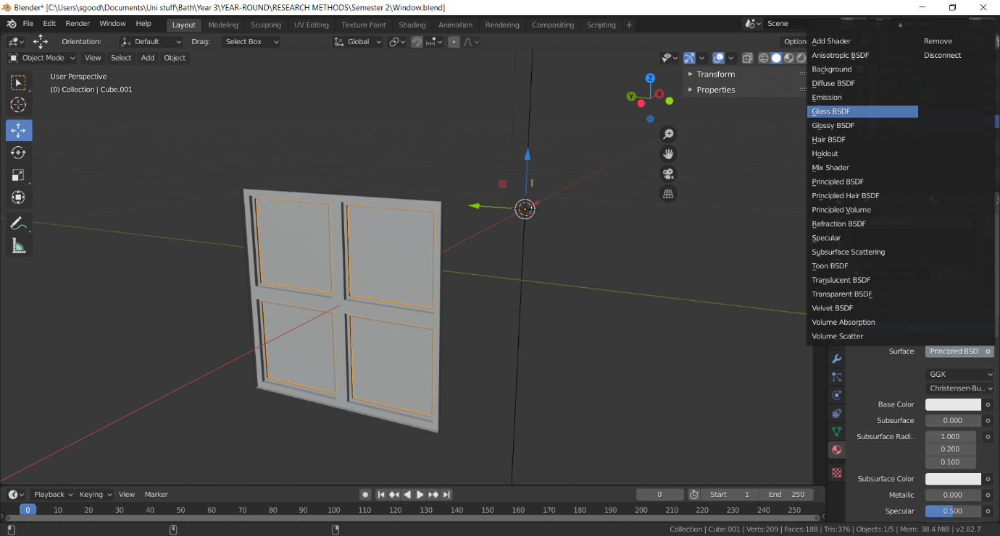 Blender* [C:\Users\sgood\Documents\Uni stuff\Bath\Year 3\YEAR-ROUND\RESEARCH METHODS\Semester 2\Window.blend]
File Edit Render Window Help Layout Modeling Sculpting UV Editing Texture Paint Shading Animation Rendering Compositing Scripting + Scene
Orientation: Default Drag: Select Box Global Option
Object Mode View Select Add Object
User Perspective
(0) Collection | Cube.001
Z
Y
X
Transform
Properties
Add Shader
Anisotropic BSDF
Background
Diffuse BSDF
Emission
Glass BSDF
Glossy BSDF
Hair BSDF
Holdout
Mix Shader
Principled BSDF
Principled Hair BSDF
Principled Volume
Refraction BSDF
Specular
Subsurface Scattering
Toon BSDF
Translucent BSDF
Transparent BSDF
Velvet BSDF
Volume Absorption
Volume Scatter
Remove
Disconnect
Surface Principled BSD
GGX
Christensen-Bu..
Base Color
Subsurface 0.000
Subsurface Radi.. 1.000
0.200
0.100
Subsurface Color
Metallic 0.000
Specular 0.500
Playback Keying View Marker 0 Start 1 End 250
0 10 20 30 40 50 60 70 80 90 100 110 120 130 140 150 160 170 180 190 200 210 220 230 240 250
Collection | Cube.001 | Verts:209 | Faces:188 | Tris:376 | Objects:1/5 | Mem: 38.4 MiB | v2.82.7